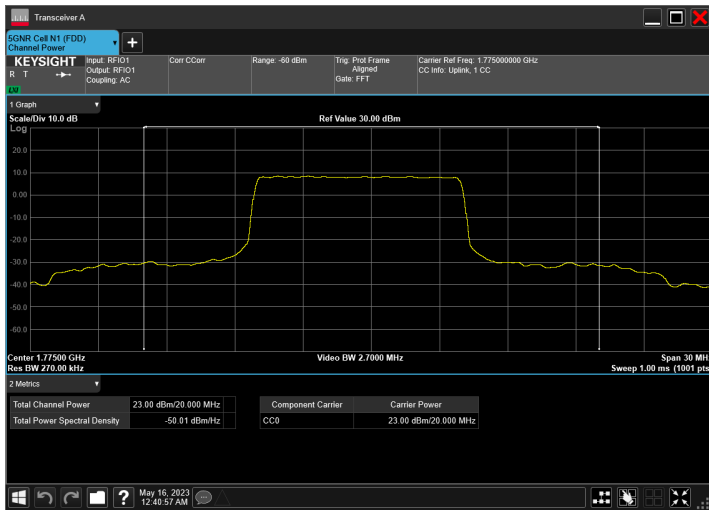 Transceiver A
5GNR Cell N1 (FDD)
Channel Power
KEYSIGHT
R T
LXI
Input: RFIO1
Output: RFIO1
Coupling: AC
Corr CCorr
Range: -60 dBm
Trig: Prot Frame
Aligned
Gate: FFT
Carrier Ref Freq: 1.775000000 GHz
CC Info: Uplink, 1 CC
1 Graph
Scale/Div 10.0 dB
Ref Value 30.00 dBm
Log
20.0
10.0
0.00
-10.0
-20.0
-30.0
-40.0
-50.0
-60.0
Center 1.77500 GHz
Video BW 2.7000 MHz
Span 30 MH
Res BW 270.00 kHz
Sweep 1.00 ms (1001 pts
2 Metrics
Total Channel Power 23.00 dBm/20.000 MHz
Total Power Spectral Density -50.01 dBm/Hz
Component Carrier Carrier Power
CC0 23.00 dBm/20.000 MHz
?
May 16, 2023
12:40:57 AM